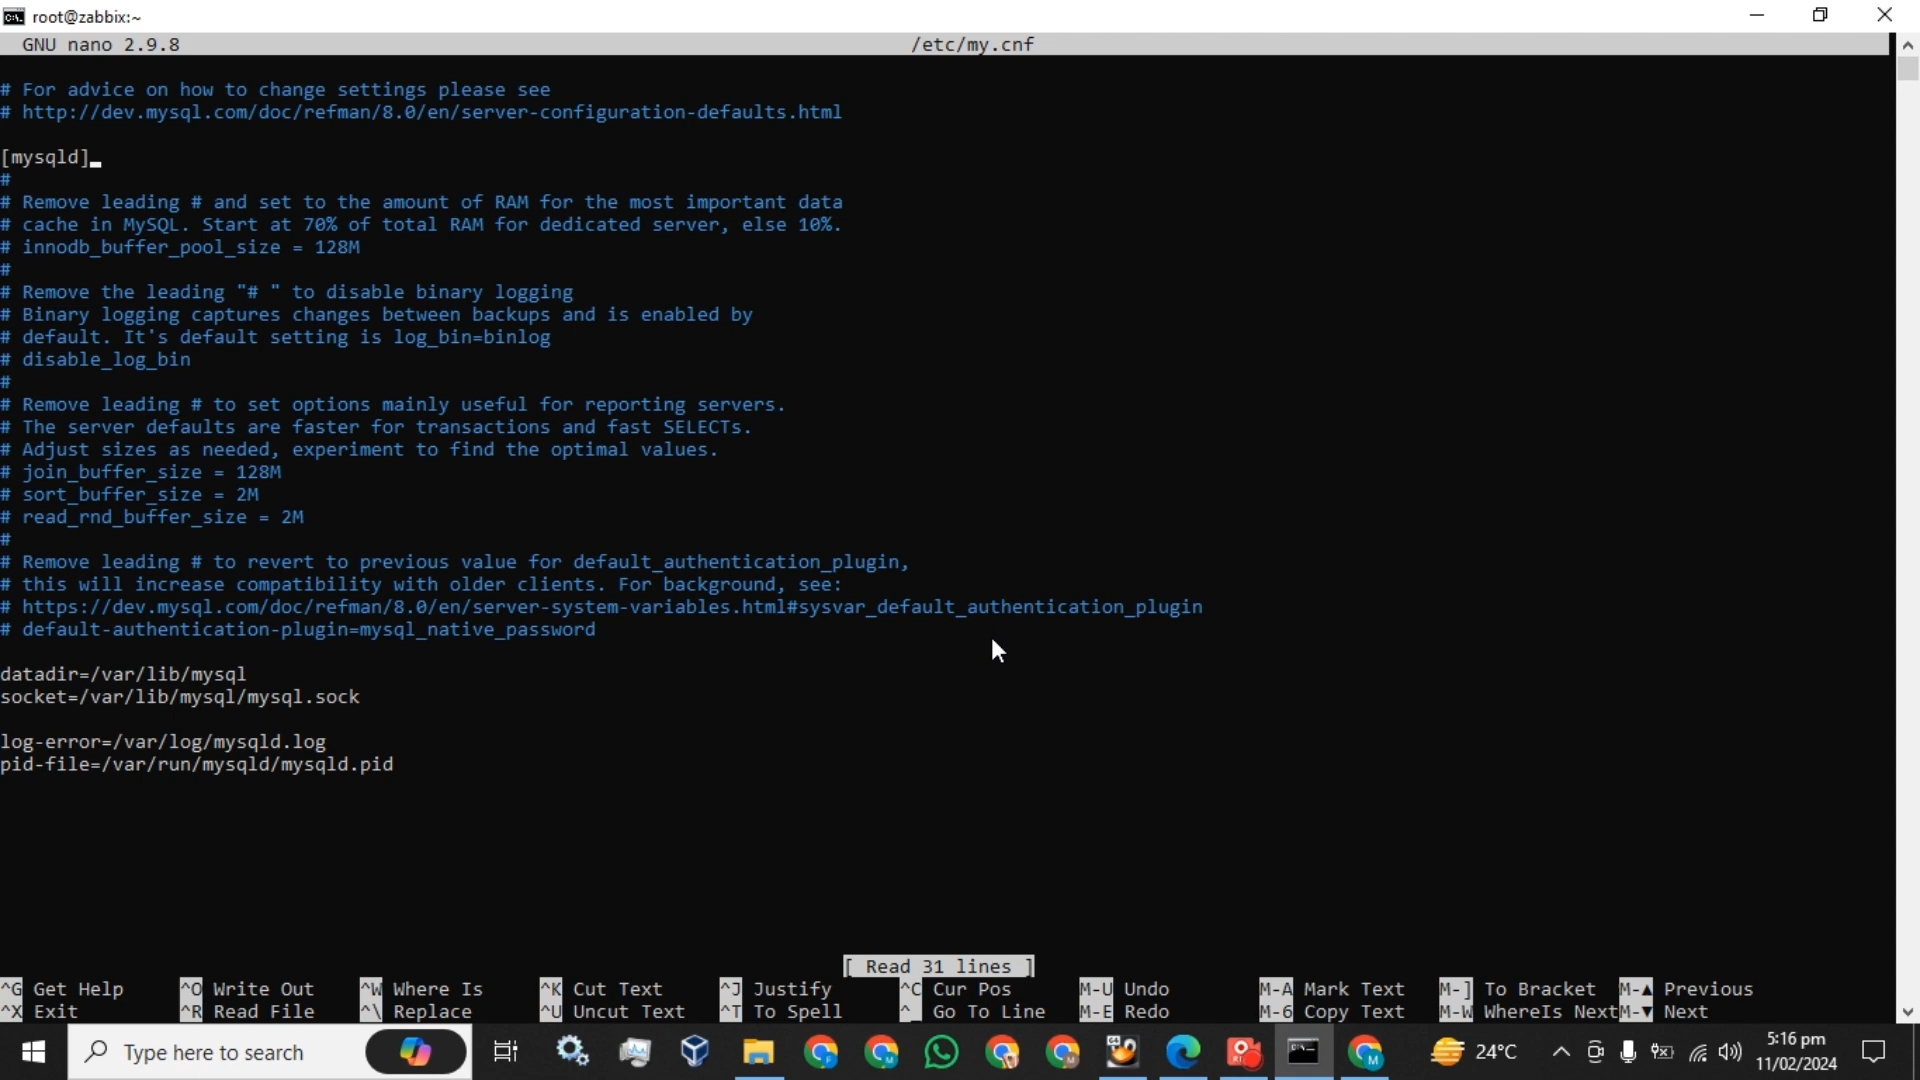 root@zabbix:~
GNU nano 2.9.8 /etc/my.cnf
# For advice on how to change settings please see
# http://dev.mysql.com/doc/refman/8.0/en/server-configuration-defaults.html
[mysqld]
#
# Remove leading # and set to the amount of RAM for the most important data
# cache in MySQL. Start at 70% of total RAM for dedicated server, else 10%.
# innodb_buffer_pool_size = 128M
#
# Remove the leading "# " to disable binary logging
# Binary logging captures changes between backups and is enabled by
# default. It's default setting is log_bin=binlog
# disable_log_bin
#
# Remove leading # to set options mainly useful for reporting servers.
# The server defaults are faster for transactions and fast SELECTs.
# Adjust sizes as needed, experiment to find the optimal values.
# join_buffer_size = 128M
# sort_buffer_size = 2M
# read_rnd_buffer_size = 2M
#
# Remove leading # to revert to previous value for default_authentication_plugin,
# this will increase compatibility with older clients. For background, see:
# https://dev.mysql.com/doc/refman/8.0/en/server-system-variables.html#sysvar_default_authentication_plugin
# default-authentication-plugin=mysql_native_password
datadir=/var/lib/mysql
socket=/var/lib/mysql/mysql.sock
log-error=/var/log/mysqld.log
pid-file=/var/run/mysqld/mysqld.pid
[ Read 31 lines ]
^G Get Help ^O Write Out ^W Where Is ^K Cut Text ^J Justify ^C Cur Pos M-U Undo M-A Mark Text M-] To Bracket M-▲ Previous
^X Exit ^R Read File ^\ Replace ^U Uncut Text ^T To Spell ^_ Go To Line M-E Redo M-6 Copy Text M-W WhereIs Next M-▼ Next
Type here to search
24°C
5:16 pm
11/02/2024